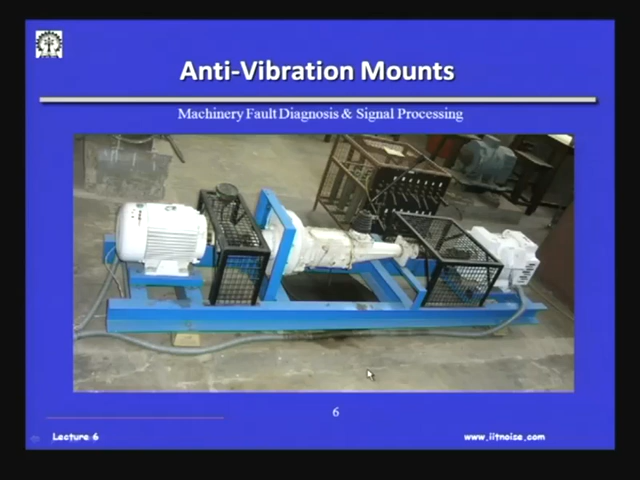 Anti-Vibration Mounts
Machinery Fault Diagnosis & Signal Processing
6
Lecture 6
www.iitnoise.com